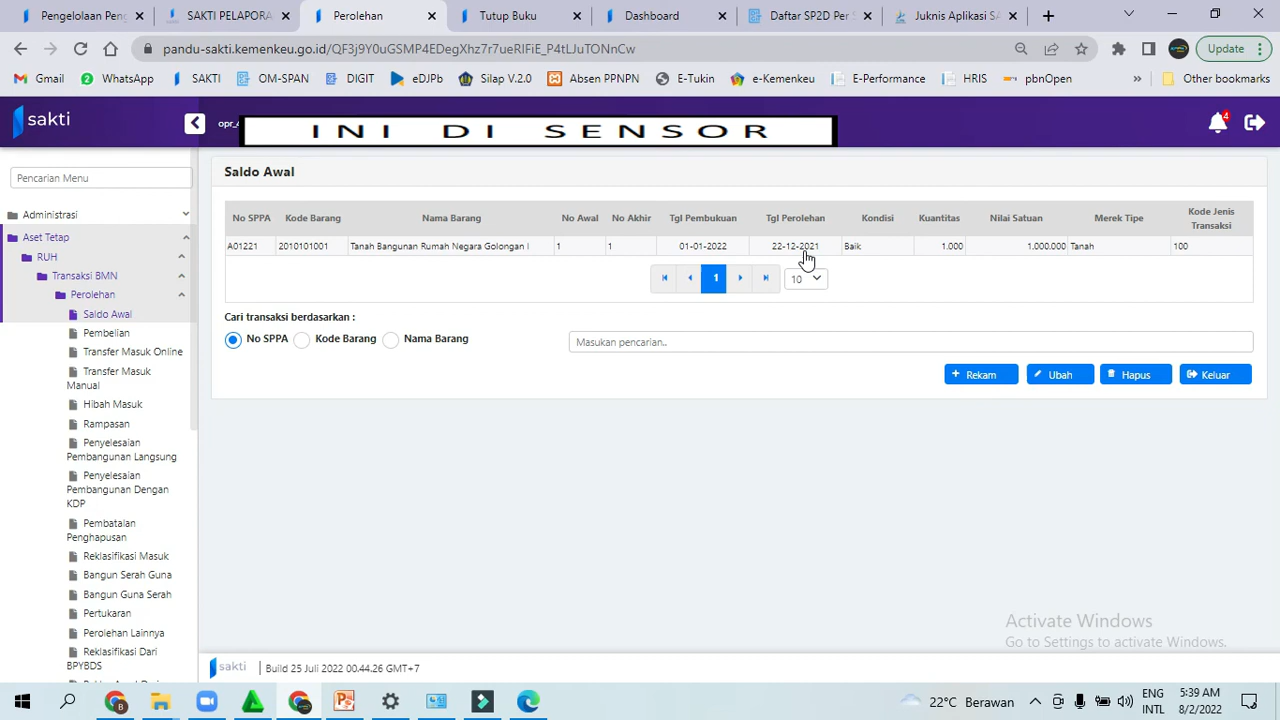 Pengelolaan Peng
SAKTI PELAPORA
Perolehan
Tutup Buku
Dashboard
Daftar SP2D Per S
Juknis Aplikasi SA
pandu-sakti.kemenkeu.go.id/QF3j9Y0uGSMP4EDegXhz7r7ueRIFiE_P4tLJuTONnCw
Update
Gmail
WhatsApp
SAKTI
OM-SPAN
DIGIT
eDJPb
Silap V.2.0
Absen PPNPN
E-Tukin
e-Kemenkeu
E-Performance
HRIS
pbnOpen
Other bookmarks
sakti
INI DI SENSOR
4
Pencarian Menu
Administrasi
Aset Tetap
RUH
Transaksi BMN
Perolehan
Saldo Awal
Pembelian
Transfer Masuk Online
Transfer Masuk
Manual
Hibah Masuk
Rampasan
Penyelesaian
Pembangunan Langsung
Penyelesaian
Pembangunan Dengan
KDP
Pembatalan
Penghapusan
Reklasifikasi Masuk
Bangun Serah Guna
Bangun Guna Serah
Pertukaran
Perolehan Lainnya
Reklasifikasi Dari
BPYBDS
Saldo Awal
No SPPA Kode Barang Nama Barang No Awal No Akhir Tgl Pembukuan Tgl Perolehan Kondisi Kuantitas Nilai Satuan Merek Tipe Kode Jenis
Transaksi
A01221 2010101001 Tanah Bangunan Rumah Negara Golongan I 1 1 01-01-2022 22-12-2021 Baik 1.000 1.000.000 Tanah 100
1
10
Cari transaksi berdasarkan :
No SPPA Kode Barang Nama Barang
Masukan pencarian..
Rekam
Ubah
Hapus
Keluar
Activate Windows
Go to Settings to activate Windows.
sakti | Build 25 Juli 2022 00.44.26 GMT+7
22°C Berawan
ENG
INTL
5:39 AM
8/2/2022